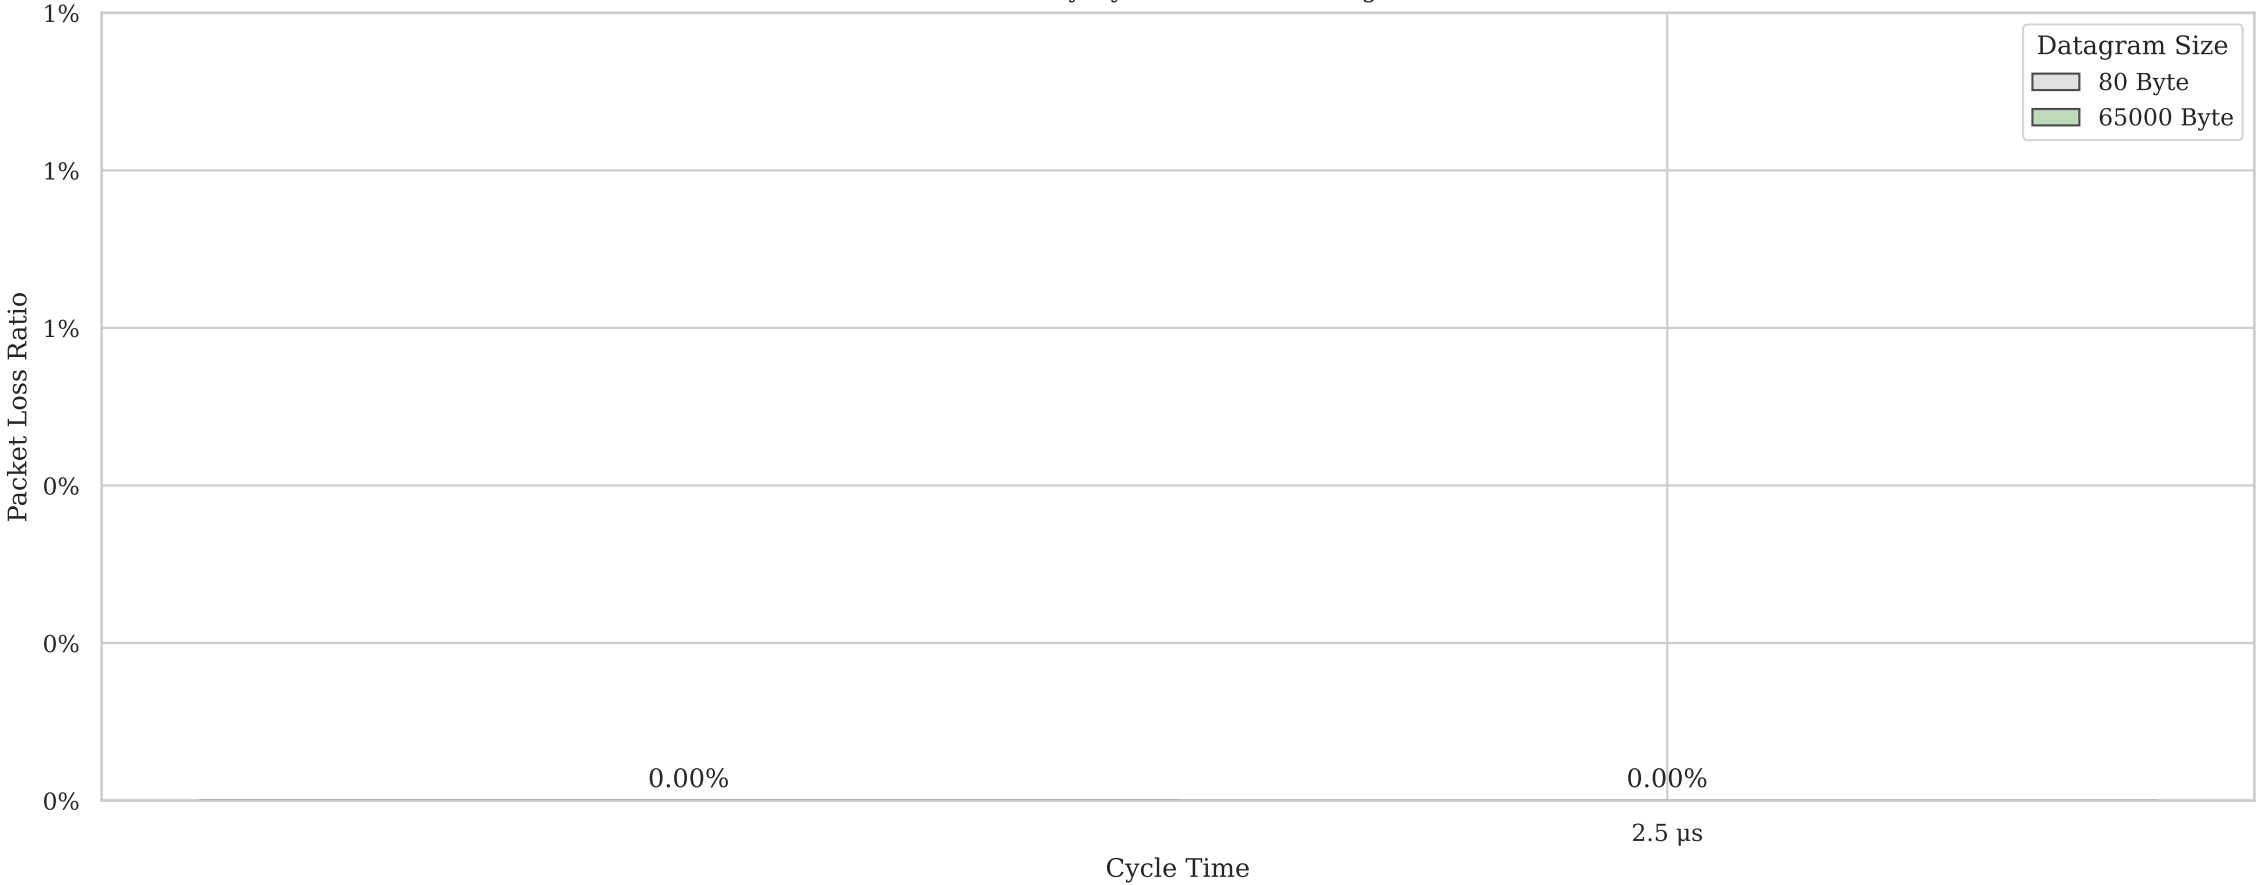 1%
Datagram Size
80 Byte
65000 Byte
1%
1%
Packet Loss Ratio
0%
0%
0.00%
0.00%
0%
2.5 µs
Cycle Time